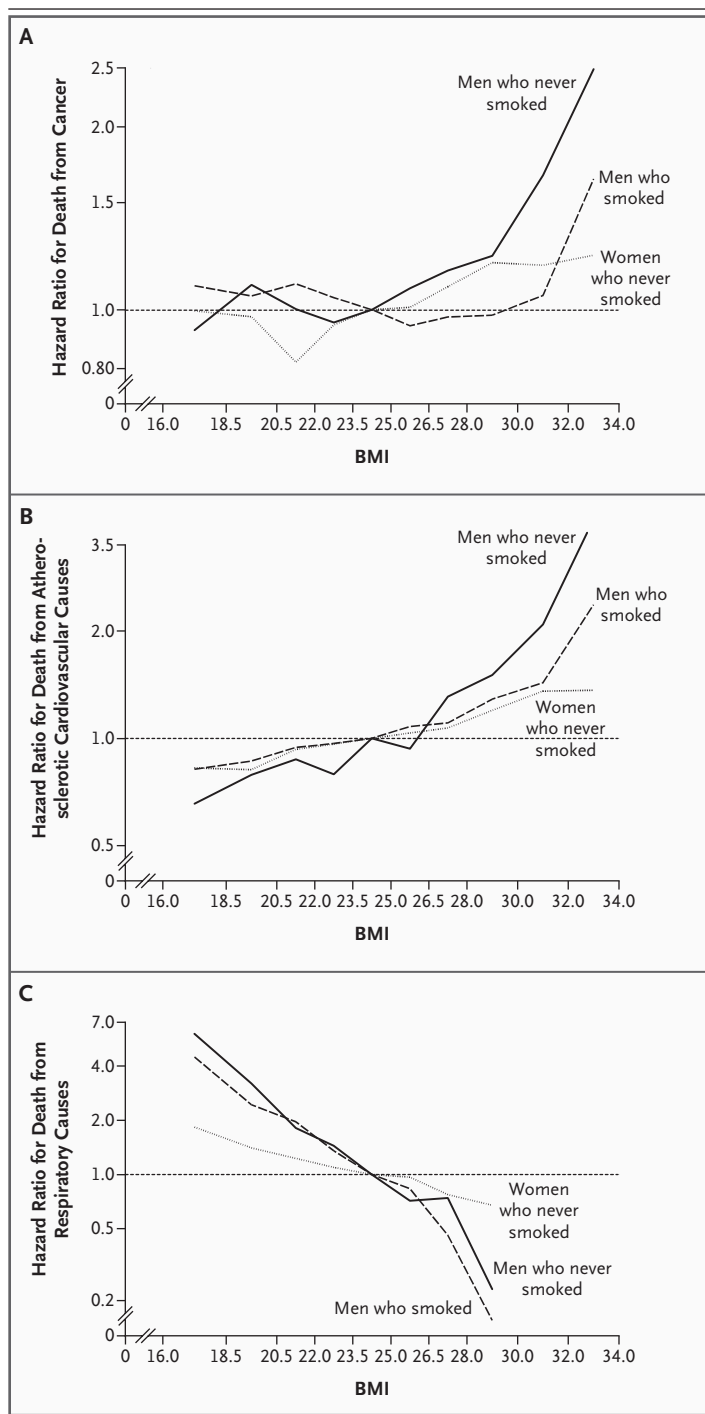 A
Hazard Ratio for Death from Cancer
2.5
2.0
1.5
1.0
0.80
0
Men who never
smoked
Men who
smoked
Women
who never
smoked
0 16.0 18.5 20.5 22.0 23.5 25.0 26.5 28.0 30.0 32.0 34.0
BMI
B
Hazard Ratio for Death from Athero-
sclerotic Cardiovascular Causes
3.5
2.0
1.0
0.5
0
Men who never
smoked
Men who
smoked
Women
who never
smoked
0 16.0 18.5 20.5 22.0 23.5 25.0 26.5 28.0 30.0 32.0 34.0
BMI
C
Hazard Ratio for Death from
Respiratory Causes
7.0
4.0
2.0
1.0
0.5
0.2
0
Women
who never
smoked
Men who never
smoked
Men who smoked
0 16.0 18.5 20.5 22.0 23.5 25.0 26.5 28.0 30.0 32.0 34.0
BMI